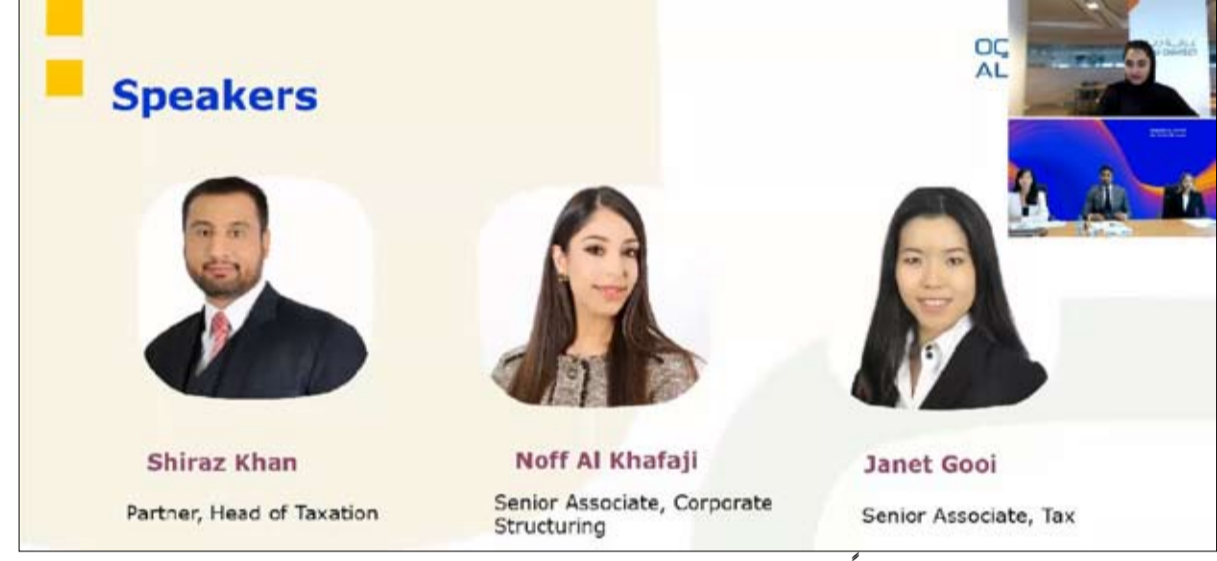 Speakers
Shiraz Khan
Partner, Head of Taxation
Noff Al Khafaji
Senior Associate, Corporate
Structuring
Janet Gooi
Senior Associate, Tax